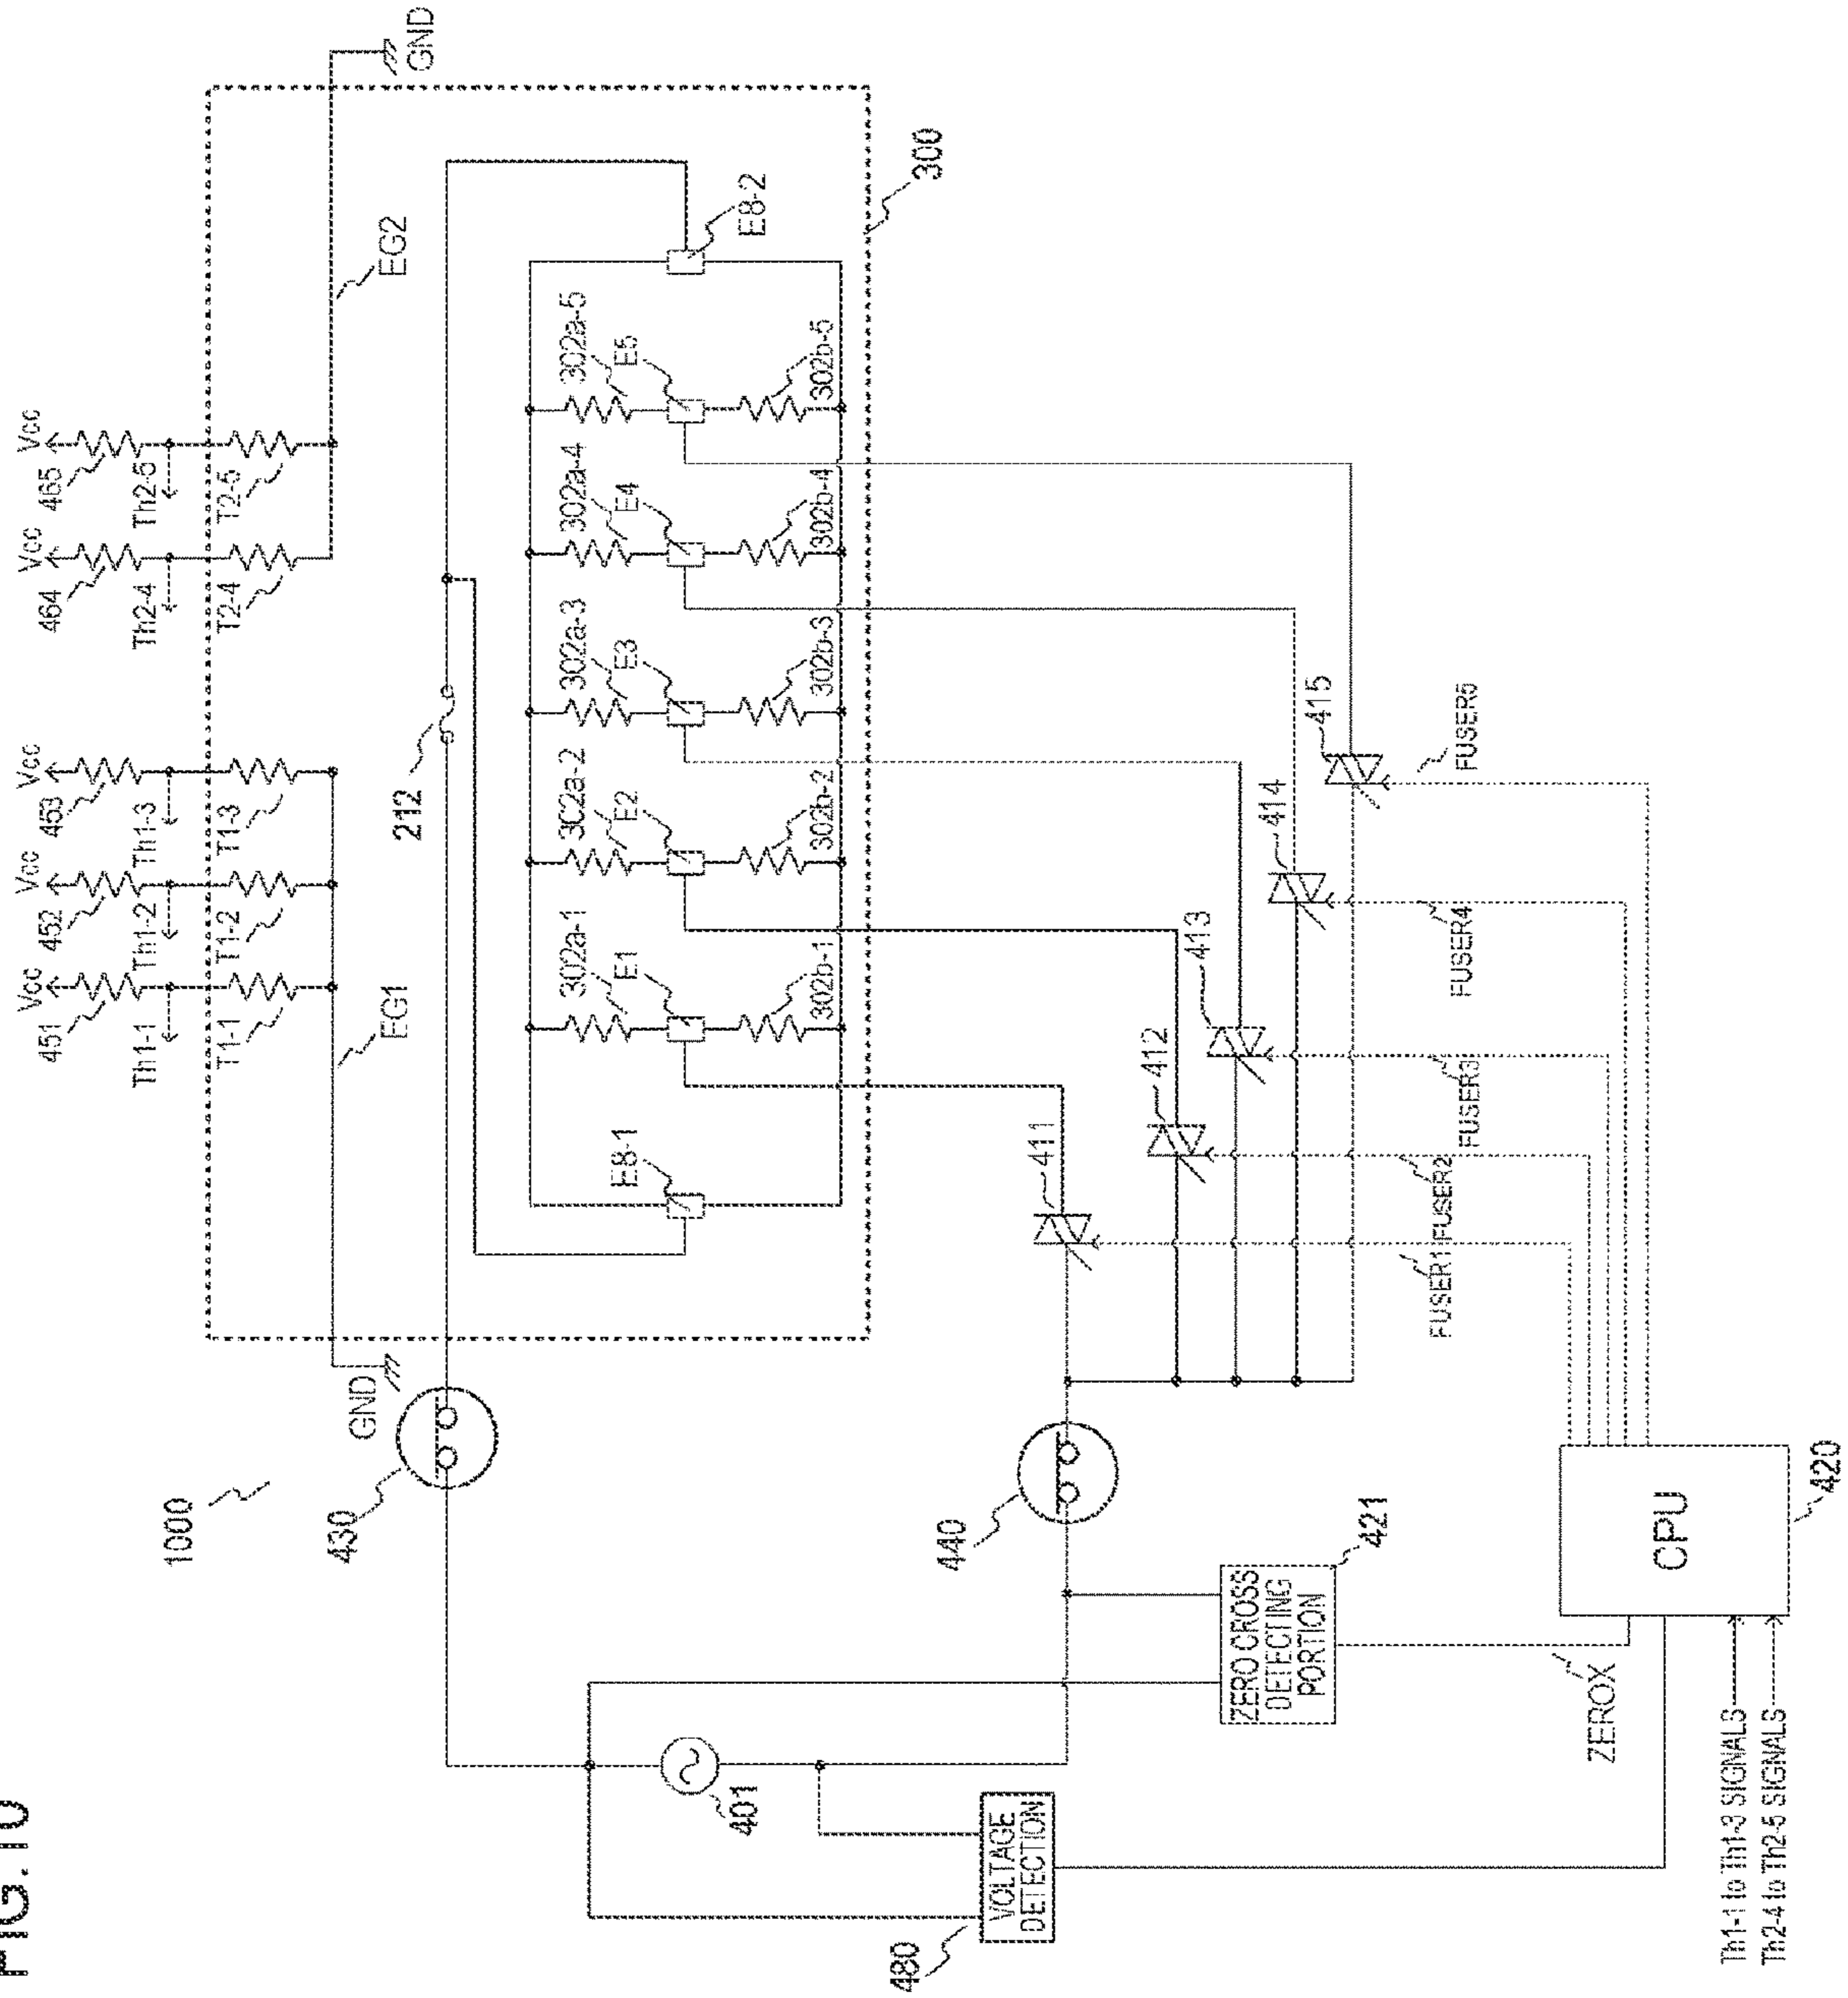 FIG.10
1000
451
Vcc
452
Vcc
453
Vcc
464
Vcc
465
Vcc
Th1-1
Th1-2
Th1-3
Th2-4
Th2-5
T1-1
T1-2
T1-3
T2-4
T2-5
GND
EG1
EG2
GND
430
212
302a-1
3C2a-2
302a-3
302a-4
302a-5
E8-1
E1
E2
E3
E4
E5
E8-2
302b-1
302b-2
302b-3
302b-4
302b-5
300
401
480
VOLTAGE
DETECTION
440
411
412
413
414
415
ZERO CROSS
DETECTING
PORTION
421
FUSER1
FUSER2
FUSER3
FUSER4
FUSER5
ZEROX
CPU
420
Th1-1 to Th1-3 SIGNALS
Th2-4 to Th2-5 SIGNALS